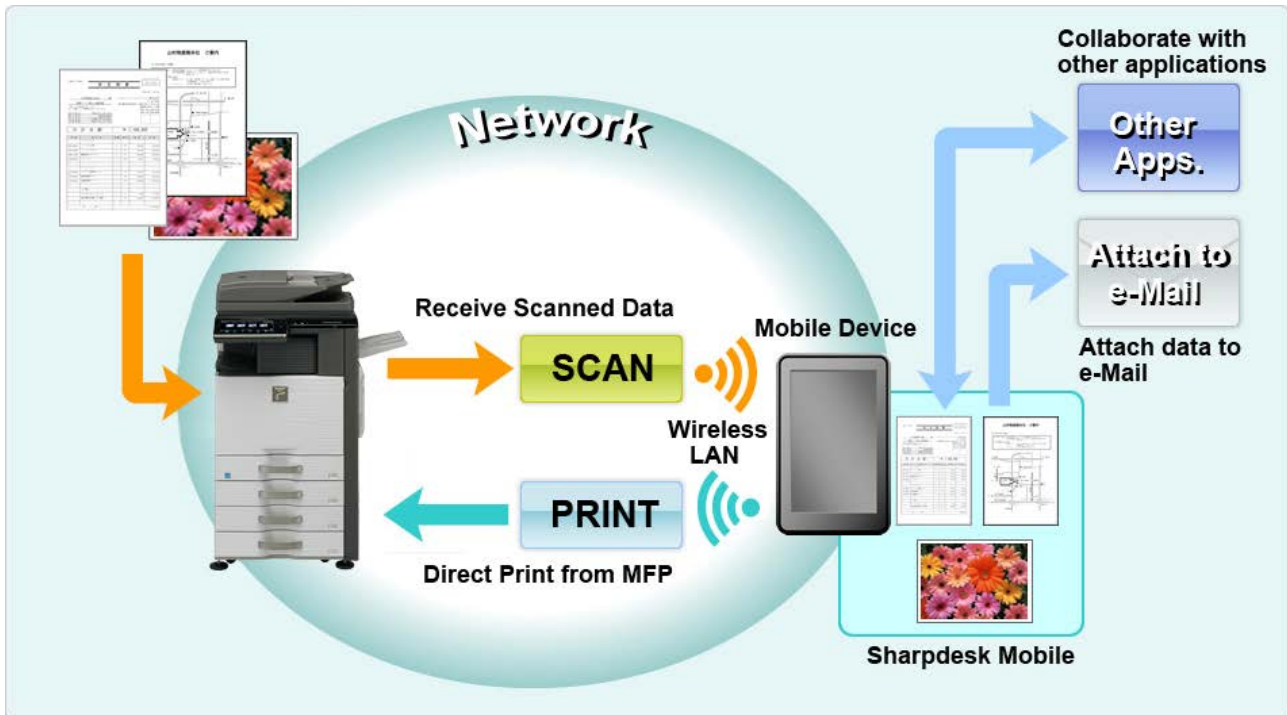 Collaborate with
other applications
Network
Other
Apps.
Attach to
e-Mail
Attach data to
e-Mail
Receive Scanned Data
SCAN
Mobile Device
Wireless
LAN
PRINT
Direct Print from MFP
Sharpdesk Mobile